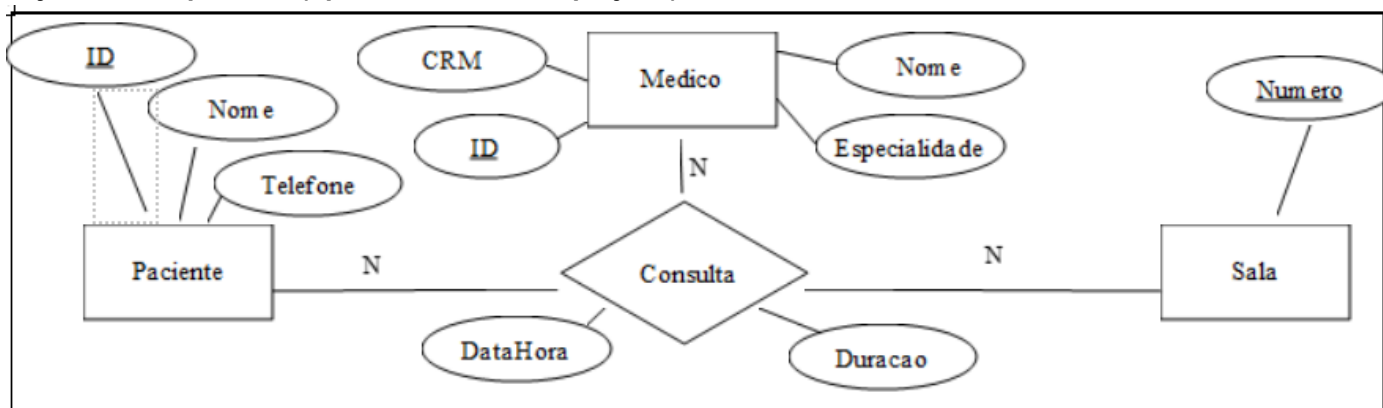 ID
CRM
Medico
Nome
Numero
Nome
ID
Especialidade
Telefone
N
Paciente
N
Consulta
N
Sala
DataHora
Duracao